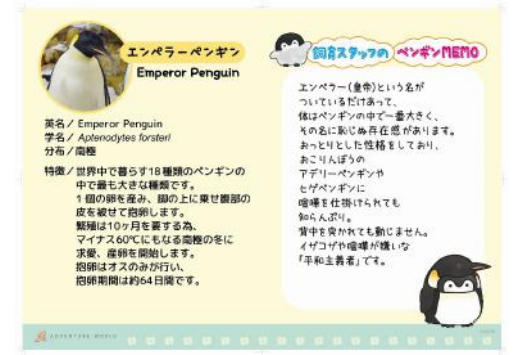 エンペラーペンギン
Emperor Penguin
英名／Emperor Penguin
学名／Aptenodytes forsteri
分布／南極
特徴／世界中で暮らす18種類のペンギンの
中で最も大きな種類です。
1個の卵を産み、脚の上に乗せ腹部の
皮を被せて抱卵します。
繁殖は10ヶ月を要する為、
マイナス60℃にもなる南極の冬に
求愛、産卵を開始します。
抱卵はオスのみが行い、
抱卵期間は約64日間です。
飼育スタッフの ペンギンMEMO
エンペラー(皇帝)という名が
ついているだけあって、
体はペンギンの中で一番大きく、
その名に恥じぬ存在感があります。
おっとりとした性格をしており、
おこりんぼうの
アデリーペンギンや
ヒゲペンギンに
喧嘩を仕掛けられても
知らんぷり。
背中を突かれても動じません。
イザコザや喧嘩が嫌いな
「平和主義者」です。
ADVENTURE WORLD